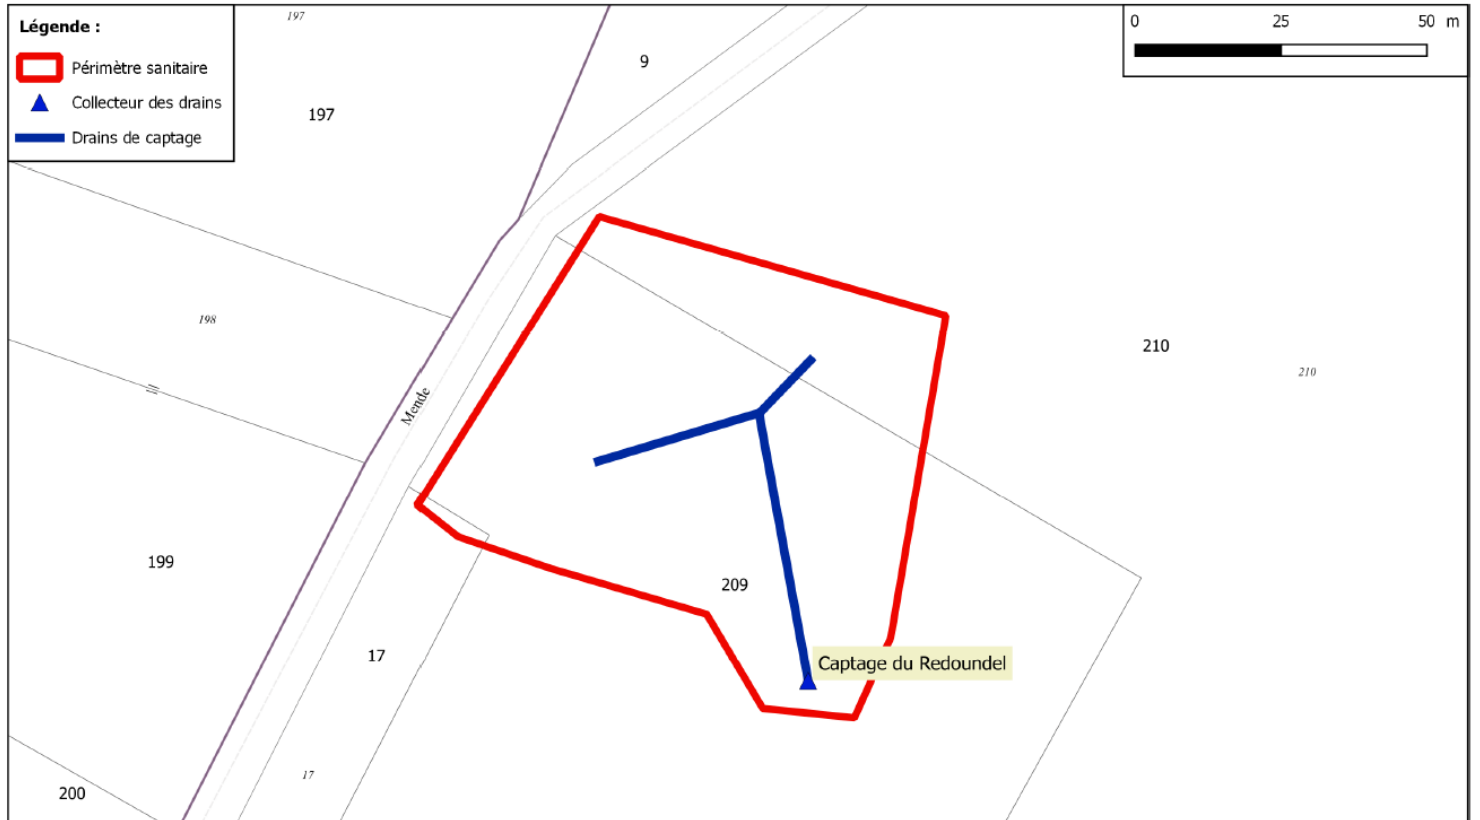 Légende :
Périmètre sanitaire
Collecteur des drains
Drains de captage
197
197
9
0 25 50 m
198
Mende
210
210
199
209
17
Captage du Redoundel
17
200